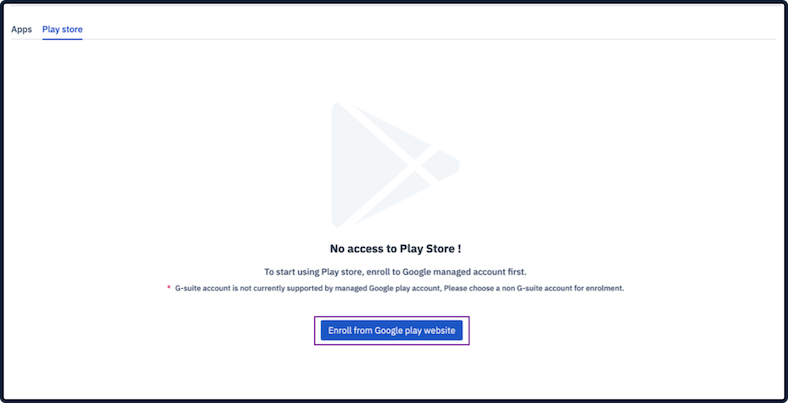 Apps Play store
No access to Play Store !
To start using Play store, enroll to Google managed account first.
* G-suite account is not currently supported by managed Google play account, Please choose a non G-suite account for enrolment.
Enroll from Google play website